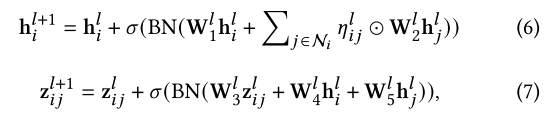 h_i^{l+1} = h_i^l + σ(BN(W_1^l h_i^l + ∑_{j∈𝒩_i} η_{ij}^l ⊙ W_2^l h_j^l)) (6)
z_{ij}^{l+1} = z_{ij}^l + σ(BN(W_3^l z_{ij}^l + W_4^l h_i^l + W_5^l h_j^l)), (7)